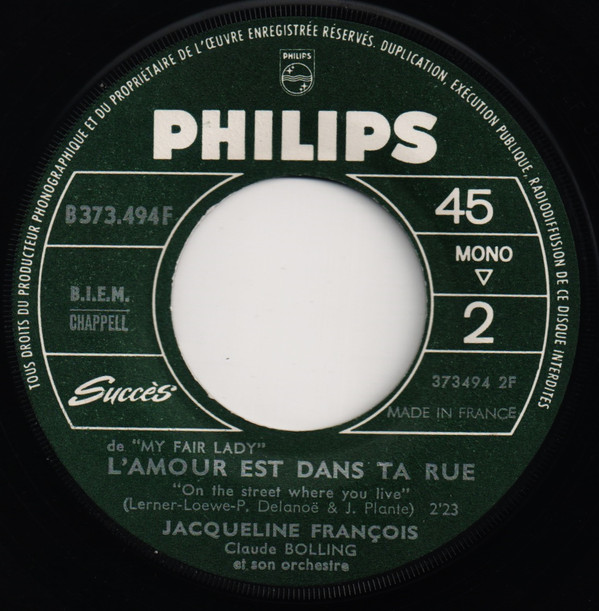 TOUS DROITS DU PRODUCTEUR PHONOGRAPHIQUE ET DU PROPRIÉTAIRE DE L'ŒUVRE ENREGISTRÉE RÉSERVÉS. DUPLICATION, EXÉCUTION PUBLIQUE, RADIODIFFUSION DE CE DISQUE INTERDITES
PHILIPS
PHILIPS
B 373.494 F
45
MONO
B.I.E.M.
CHAPPELL
2
Succès
373494 2F
MADE IN FRANCE
de "MY FAIR LADY"
L'AMOUR EST DANS TA RUE
"On the street where you live"
(Lerner-Loewe-P. Delanoë & J. Plante) 2'23
JACQUELINE FRANÇOIS
Claude BOLLING
et son orchestre